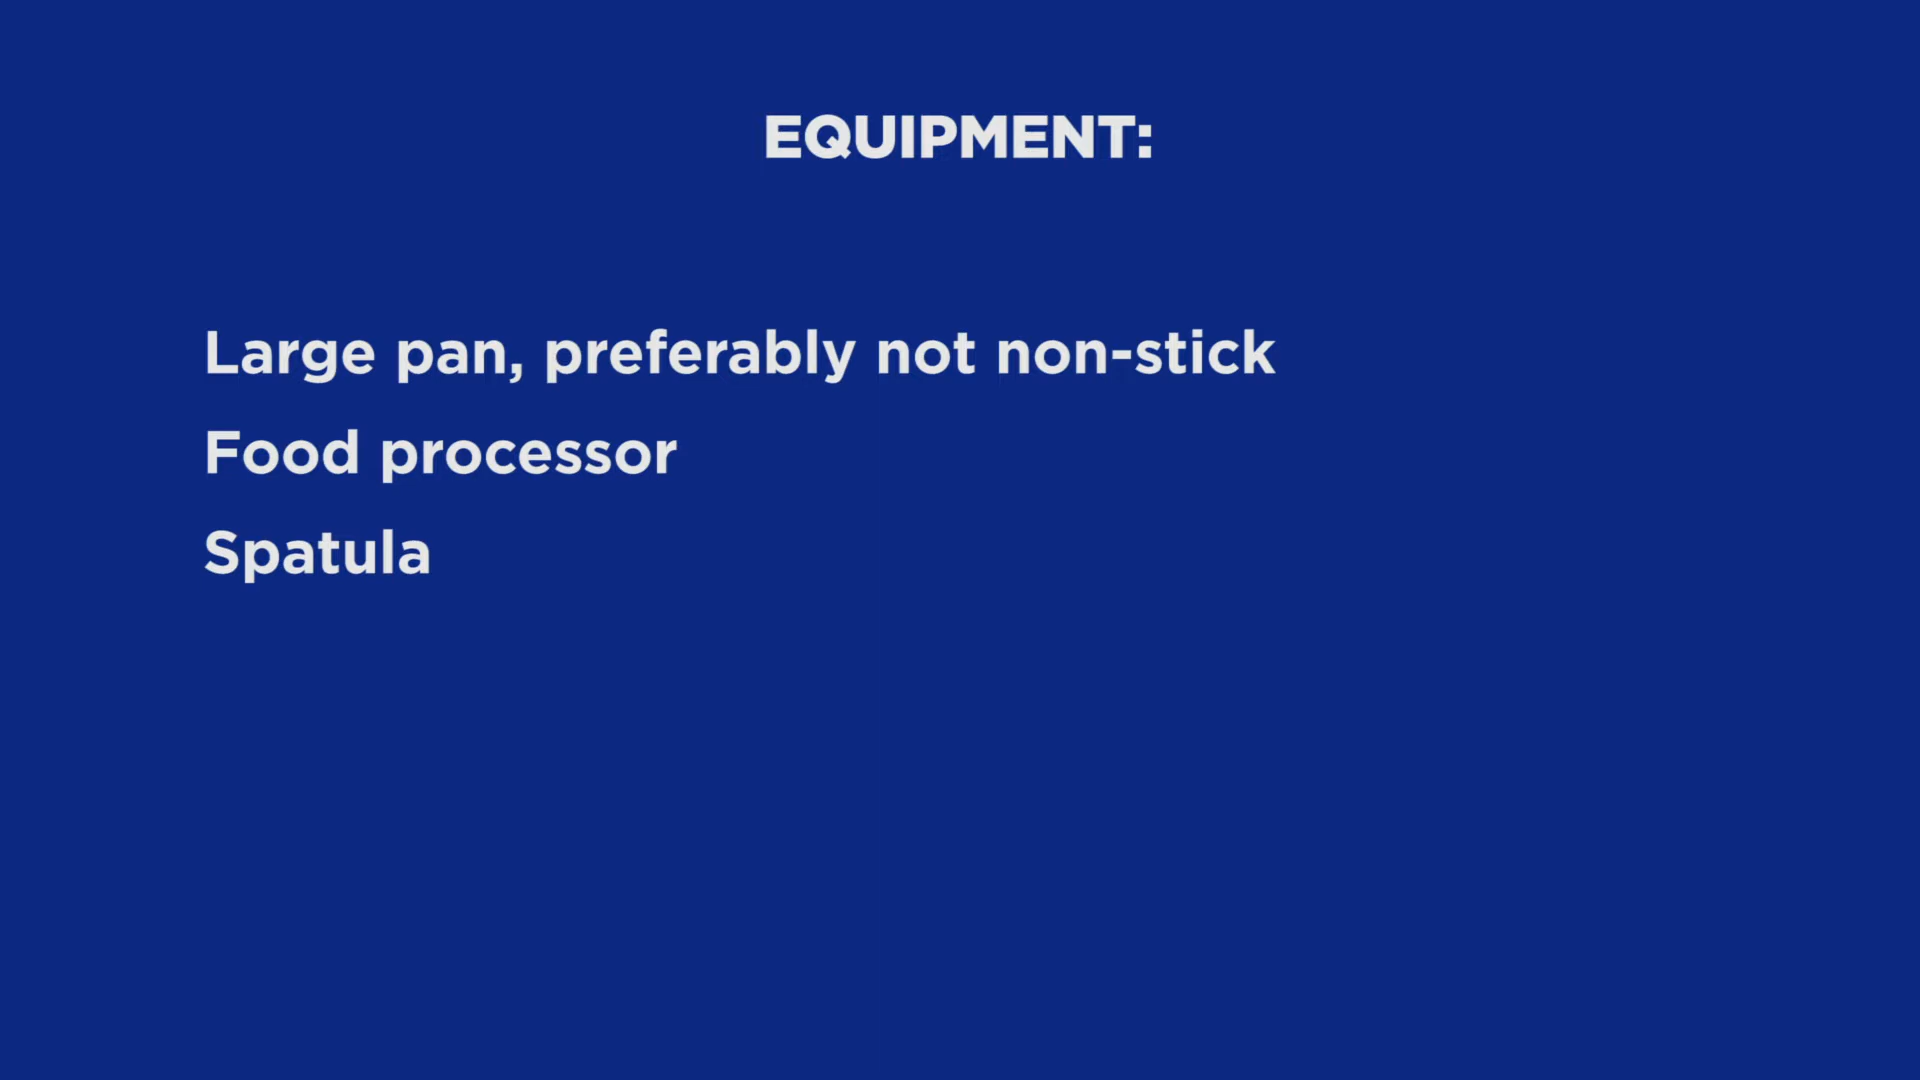 EQUIPMENT:
Large pan, preferably not non-stick
Food processor
Spatula